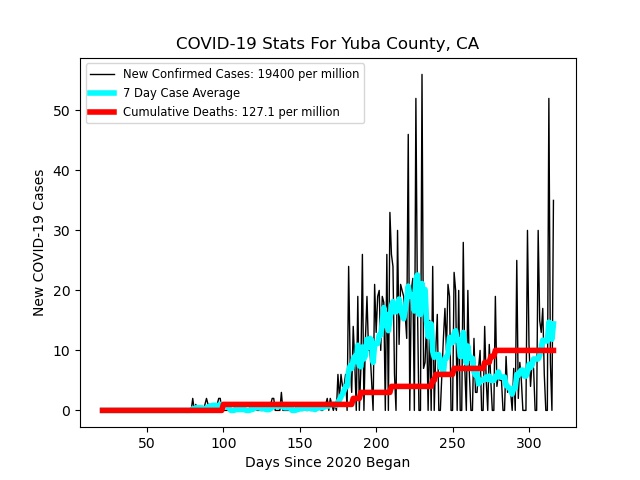 COVID-19 Stats For Yuba County, CA
New Confirmed Cases: 19400 per million
7 Day Case Average
Cumulative Deaths: 127.1 per million
New COVID-19 Cases
50
40
30
20
10
0
50 100 150 200 250 300
Days Since 2020 Began